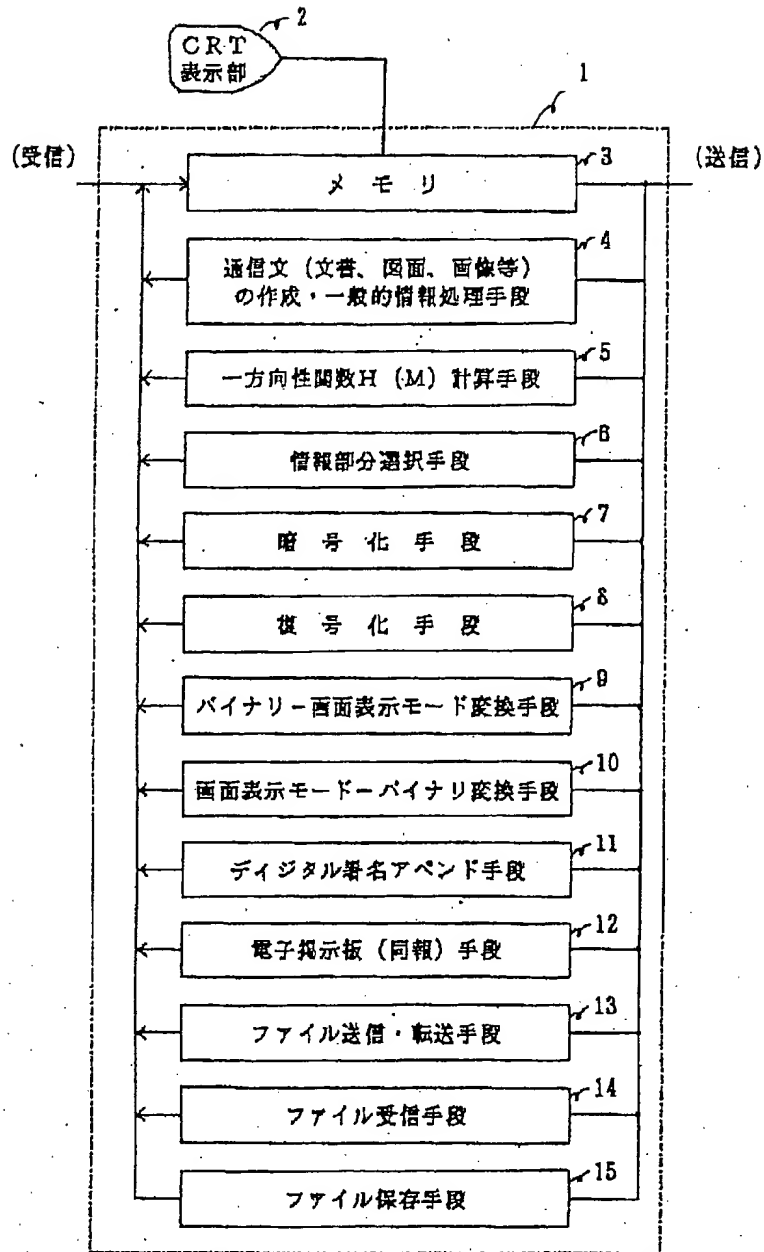 CRT
表示部
2
1
(受信)
(送信)
メモリ
3
通信文(文書、図面、画像等)
の作成・一般的情報処理手段
4
一方向性関数H(M)計算手段
5
情報部分選択手段
6
暗号化手段
7
復号化手段
8
バイナリー画面表示モード変換手段
9
画面表示モードーバイナリ変換手段
10
ディジタル署名アペンド手段
11
電子掲示板(同報)手段
12
ファイル送信・転送手段
13
ファイル受信手段
14
ファイル保存手段
15